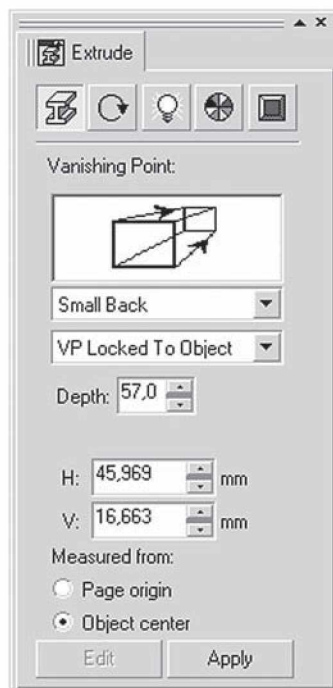 Extrude
Vanishing Point:
Small Back
VP Locked To Object
Depth: 57,0
H: 45,969 mm
V: 16,663 mm
Measured from:
Page origin
Object center
Edit Apply